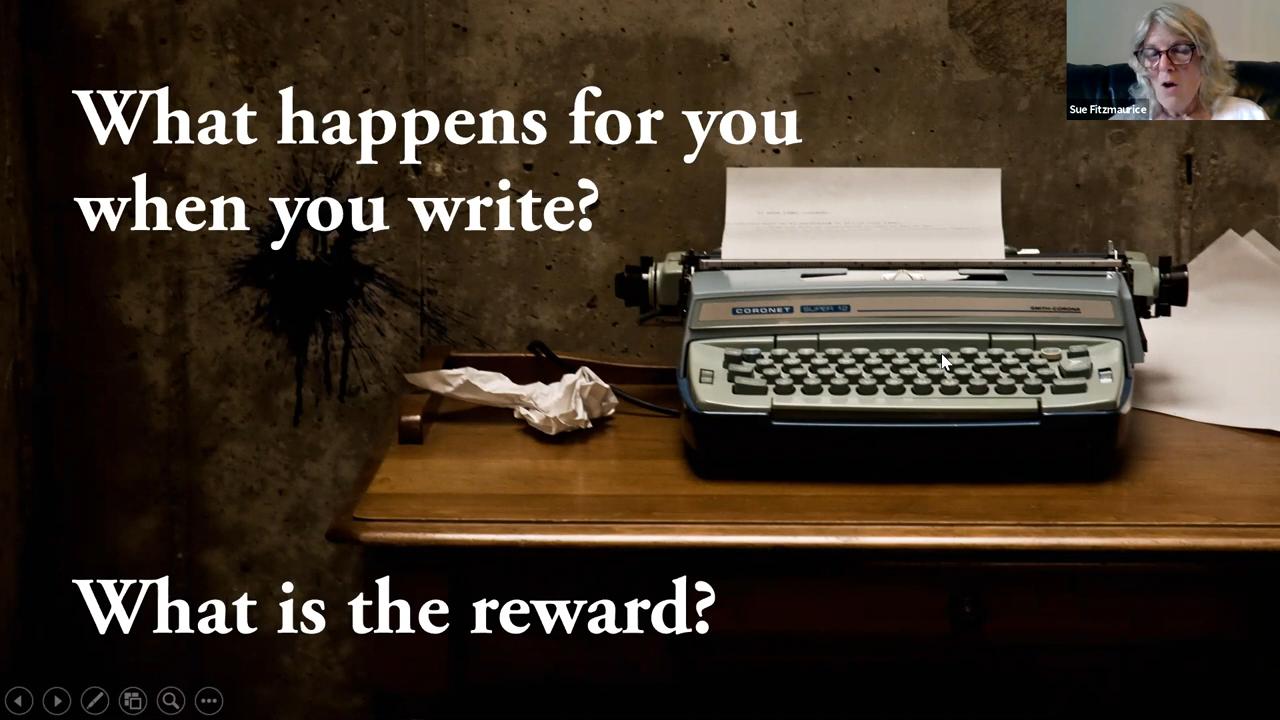 What happens for you
when you write?
Sue Fitzmaurice
CORONET SUPER 12
SMITH-CORONA
What is the reward?